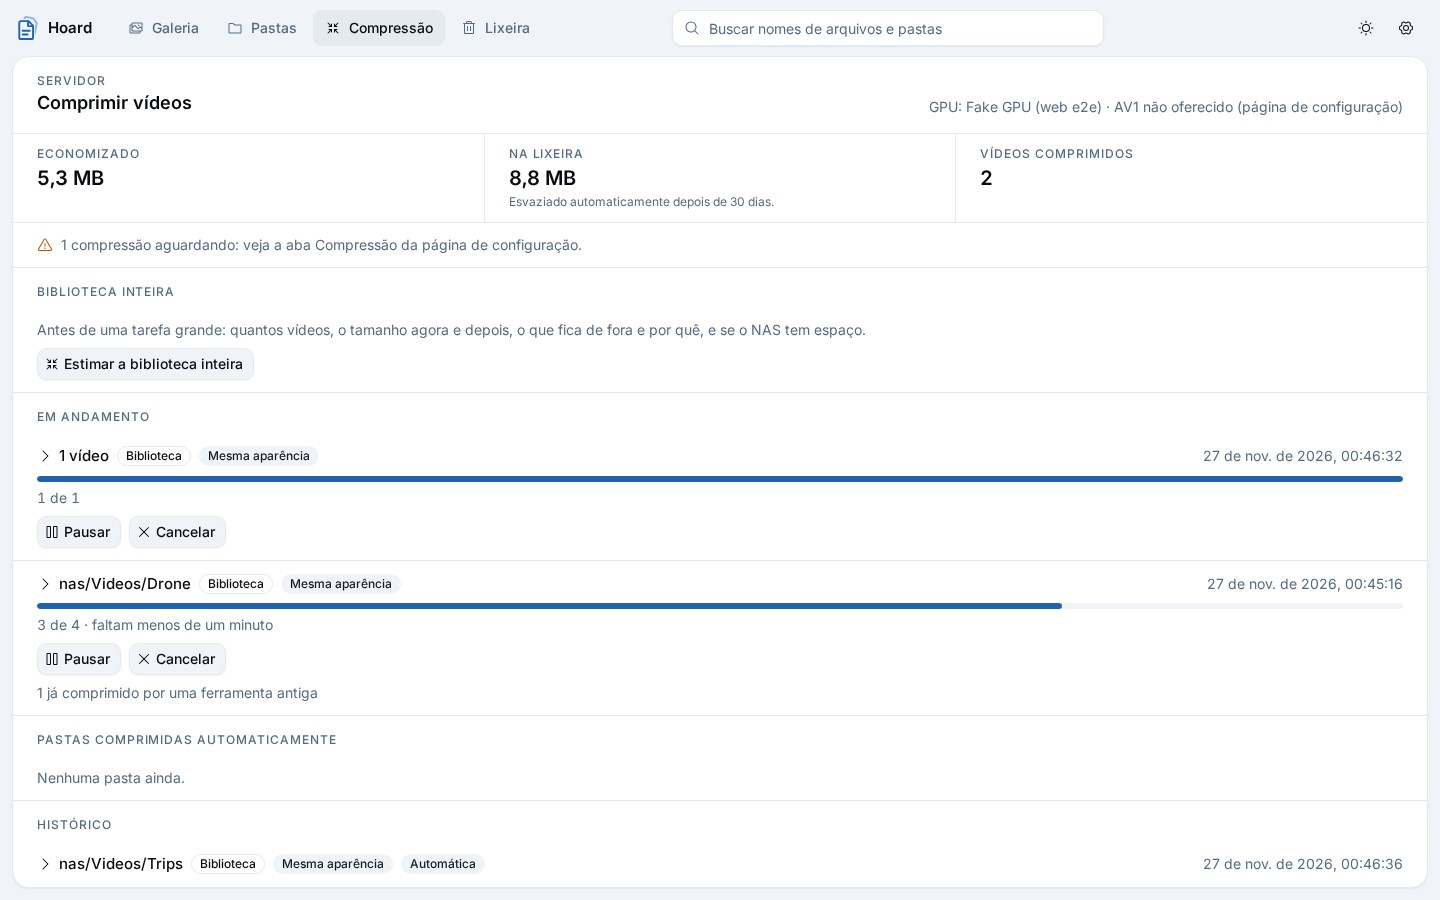 Hoard
Galeria
Pastas
Compressão
Lixeira
Buscar nomes de arquivos e pastas
SERVIDOR
Comprimir vídeos
GPU: Fake GPU (web e2e) · AV1 não oferecido (página de configuração)
ECONOMIZADO
5,3 MB
NA LIXEIRA
8,8 MB
Esvaziado automaticamente depois de 30 dias.
VÍDEOS COMPRIMIDOS
2
1 compressão aguardando: veja a aba Compressão da página de configuração.
BIBLIOTECA INTEIRA
Antes de uma tarefa grande: quantos vídeos, o tamanho agora e depois, o que fica de fora e por quê, e se o NAS tem espaço.
Estimar a biblioteca inteira
EM ANDAMENTO
1 vídeo Biblioteca Mesma aparência 27 de nov. de 2026, 00:46:32
1 de 1
Pausar Cancelar
nas/Videos/Drone Biblioteca Mesma aparência 27 de nov. de 2026, 00:45:16
3 de 4 · faltam menos de um minuto
Pausar Cancelar
1 já comprimido por uma ferramenta antiga
PASTAS COMPRIMIDAS AUTOMATICAMENTE
Nenhuma pasta ainda.
HISTÓRICO
nas/Videos/Trips Biblioteca Mesma aparência Automática 27 de nov. de 2026, 00:46:36